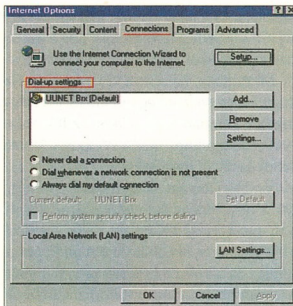 Internet Options
General Security Content Connections Programs Advanced
Use the Internet Connection Wizard to
connect your computer to the Internet.
Setup...
Dial-up settings
UUNET Brx (Default)
Add...
Remove
Settings...
Never dial a connection
Dial whenever a network connection is not present
Always dial my default connection
Current default: UUNET Brx
Set Default
Perform system security check before dialing
Local Area Network (LAN) settings
LAN Settings...
OK Cancel Apply